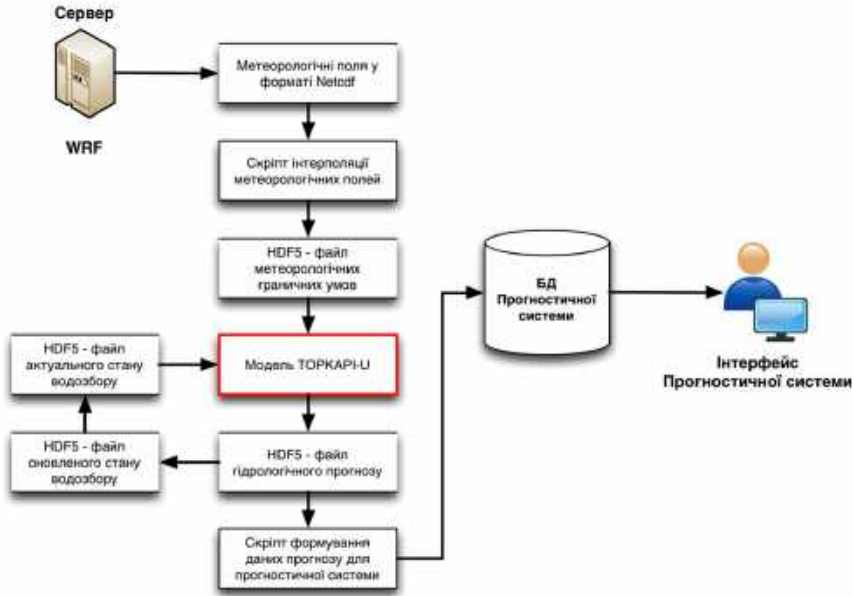 Сервер
WRF
Метеорологічні поля у
форматі Netcdf
Скріпт інтерполяції
метеорологічних полей
HDF5 - файл
метеорологічних
граничних умов
HDF5 - файл
актуального стану
водозбору
Модель TOPKAPI-U
HDF5 - файл
оновленого стану
водозбору
HDF5 - файл
гідрологічного прогнозу
Скріпт формування
даних прогнозу для
прогностичної системи
БД
Прогностичної
системи
Інтерфейс
Прогностичної системи